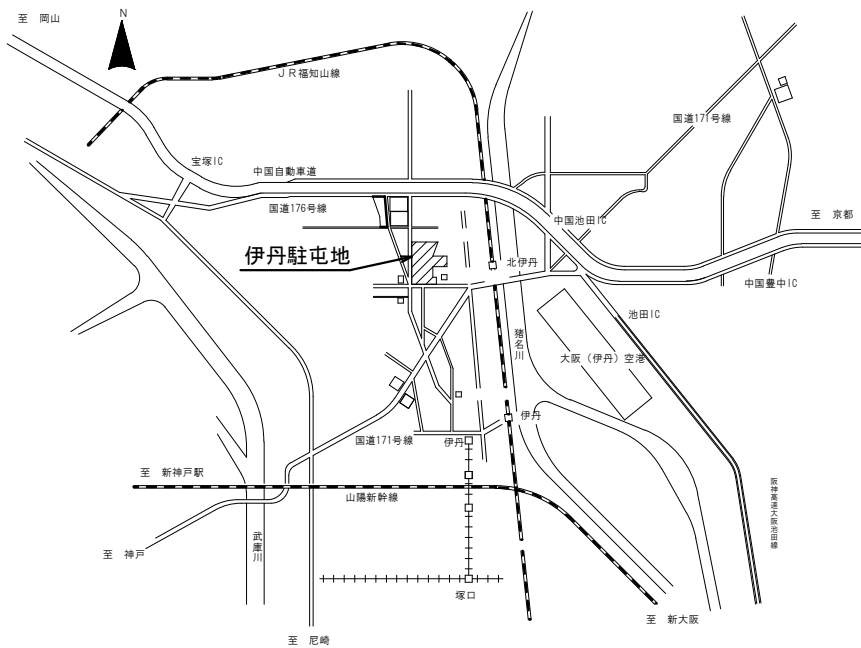 至　岡山
N
ＪＲ福知山線
国道171号線
宝塚IC
中国自動車道
国道176号線
中国池田IC
至　京都
伊丹駐屯地
北伊丹
中国豊中IC
池田IC
猪名川
大阪（伊丹）空港
伊丹
国道171号線
伊丹
至　新神戸駅
山陽新幹線
阪神高速大阪池田線
武庫川
至　神戸
塚口
至　新大阪
至　尼崎